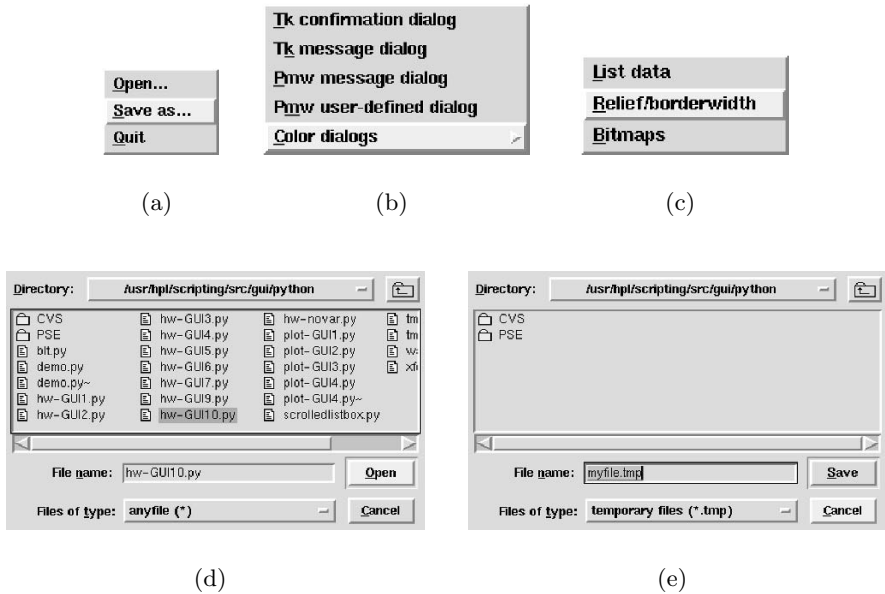 Open...
Save as...
Quit
(a)
Tk confirmation dialog
Tk message dialog
Pmw message dialog
Pmw user-defined dialog
Color dialogs
(b)
List data
Relief/borderwidth
Bitmaps
(c)
Directory: /usr/hpl/scripting/src/gui/python
CVS hw-GUI3.py hw-novar.py tm
PSE hw-GUI4.py plot-GUI1.py tm
blt.py hw-GUI5.py plot-GUI2.py
demo.py hw-GUI6.py plot-GUI3.py
demo.py~ hw-GUI7.py plot-GUI4.py
hw-GUI1.py hw-GUI9.py plot-GUI4.py~
hw-GUI2.py hw-GUI10.py scrolledlistbox.py
File name: hw-GUI10.py Open
Files of type: anyfile (*) Cancel
(d)
Directory: /usr/hpl/scripting/src/gui/python
CVS
PSE
File name: myfile.tmp Save
Files of type: temporary files (*.tmp) Cancel
(e)